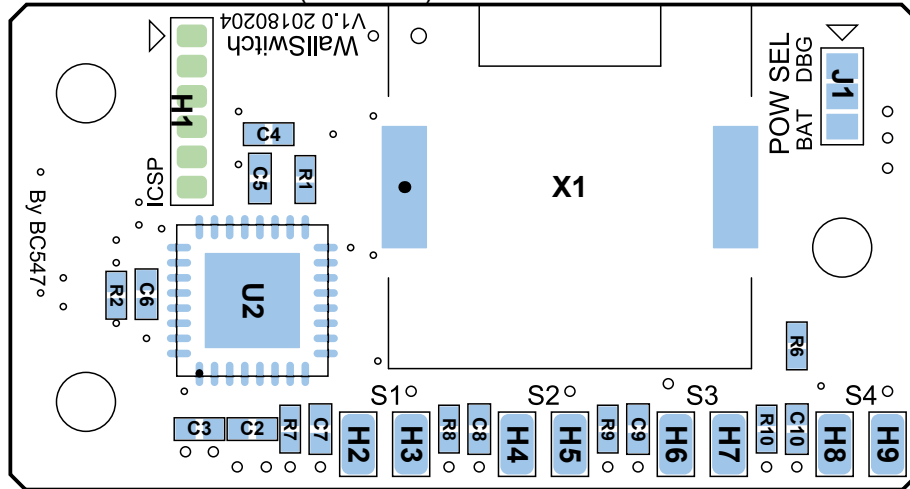 WallSwitch
V1.0 20180204
H1
ICSP
C4
C5
R1
X1
POW SEL
BAT DBG
J1
By BC547
R2
C6
U2
R6
S1
S2
S3
S4
C3
C2
R7
C7
H2
H3
R8
C8
H4
H5
R9
C9
H6
H7
R10
C10
H8
H9